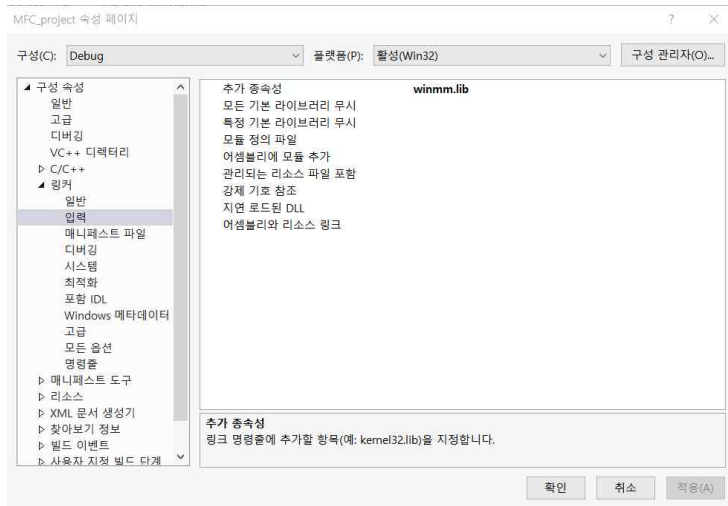 MFC_project 속성 페이지
? ×
구성(C): Debug 플랫폼(P): 활성(Win32) 구성 관리자(O)...
구성 속성
일반
고급
디버깅
VC++ 디렉터리
C/C++
링커
일반
입력
매니페스트 파일
디버깅
시스템
최적화
포함 IDL
Windows 메타데이터
고급
모든 옵션
명령줄
매니페스트 도구
리소스
XML 문서 생성기
찾아보기 정보
빌드 이벤트
사용자 지정 빌드 단계
추가 종속성 winmm.lib
모든 기본 라이브러리 무시
특정 기본 라이브러리 무시
모듈 정의 파일
어셈블리에 모듈 추가
관리되는 리소스 파일 포함
강제 기호 참조
지연 로드된 DLL
어셈블리와 리소스 링크
추가 종속성
링크 명령줄에 추가할 항목(예: kernel32.lib)을 지정합니다.
확인 취소 적용(A)